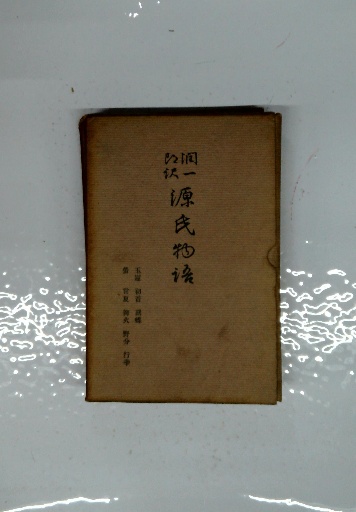 潤一
郎訳
源氏物語
玉鬘 初音 胡蝶
螢 常夏 篝火 野分 行幸